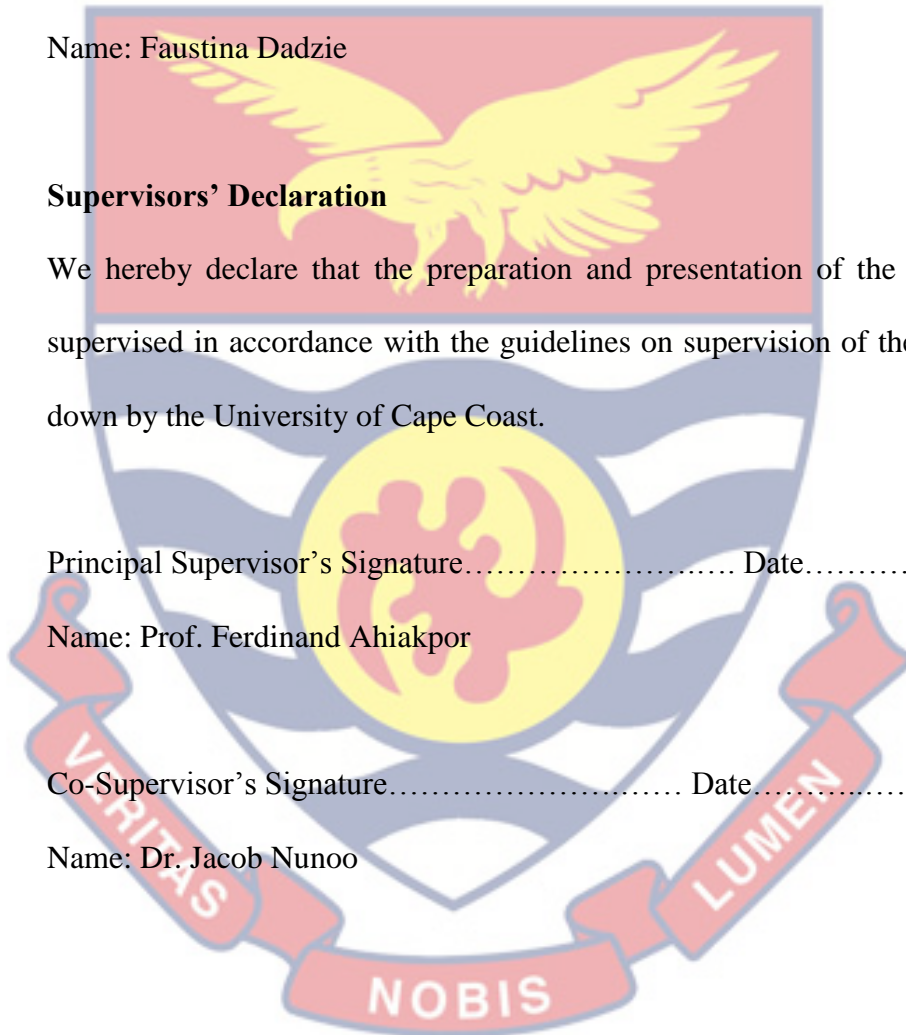 Name: Faustina Dadzie
Supervisors’ Declaration
We hereby declare that the preparation and presentation of the
supervised in accordance with the guidelines on supervision of the
down by the University of Cape Coast.
Principal Supervisor’s Signature…………………….…. Date…………
Name: Prof. Ferdinand Ahiakpor
Co-Supervisor’s Signature…………………….…… Date………..……
Name: Dr. Jacob Nunoo
VERITAS
NOBIS
LUMEN